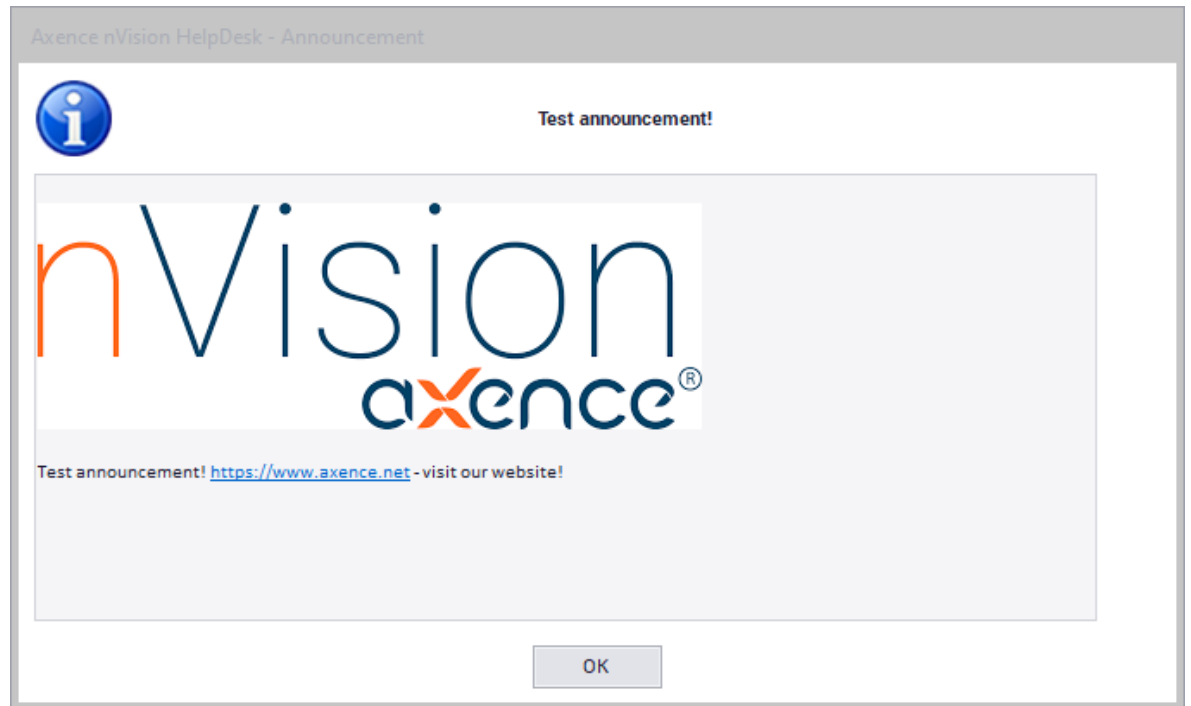 Axence nVision HelpDesk - Announcement
Test announcement!
nVision
axence®
Test announcement! https://www.axence.net - visit our website!
OK